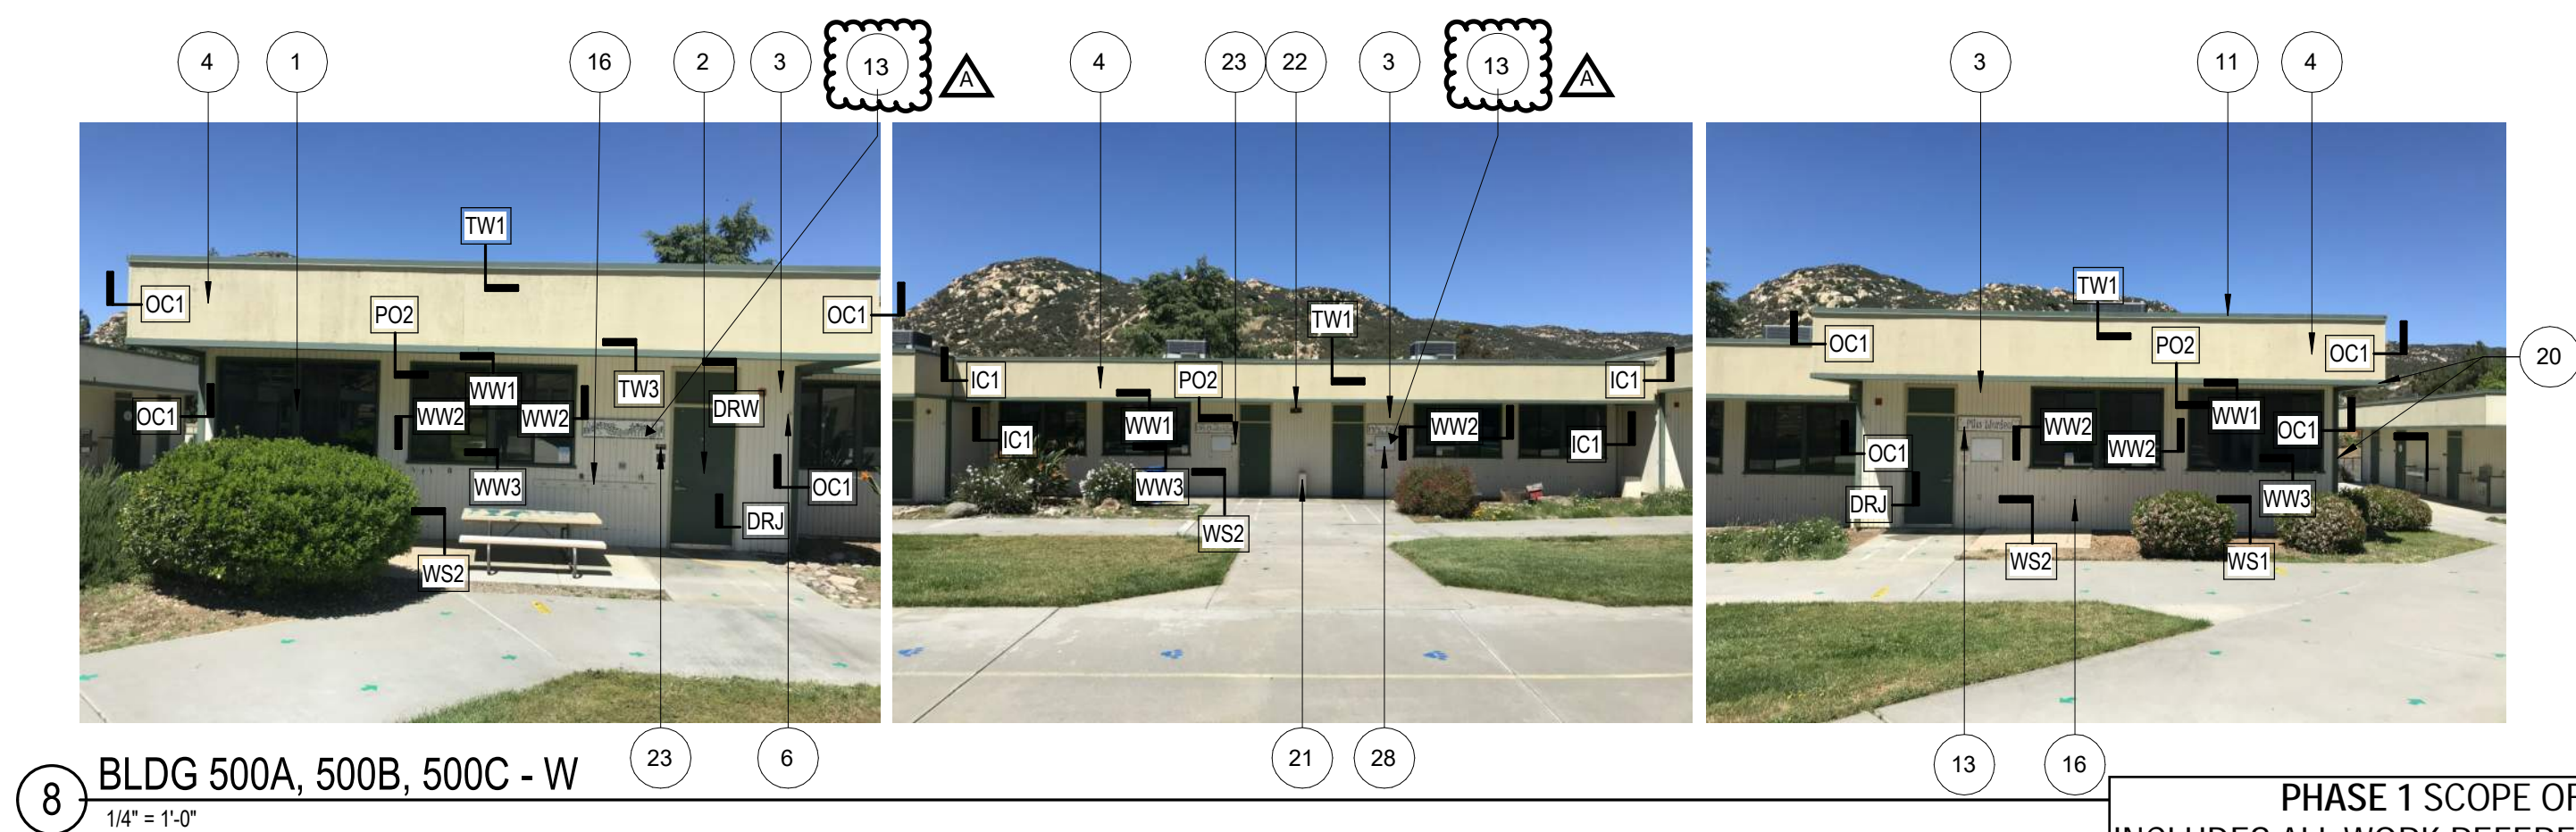 4 1 16 2 3 13 A 4 23 22 3 13 A 3 11 4
TW1
OC1
PO2
OC1
WW1
TW3
OC1
WW2
WW2
DRW
WW3
OC1
DRJ
WS2
TW1
IC1
PO2
IC1
IC1
WW1
WW2
IC1
WW3
WS2
TW1
OC1
PO2
OC1
20
WW1
WW2
OC1
WW2
OC1
WW3
DRJ
WS2
WS1
23 6 21 28 13 16
8
BLDG 500A, 500B, 500C - W
1/4" = 1'-0"
PHASE 1 SCOPE OF
INCLUDES ALL WORK